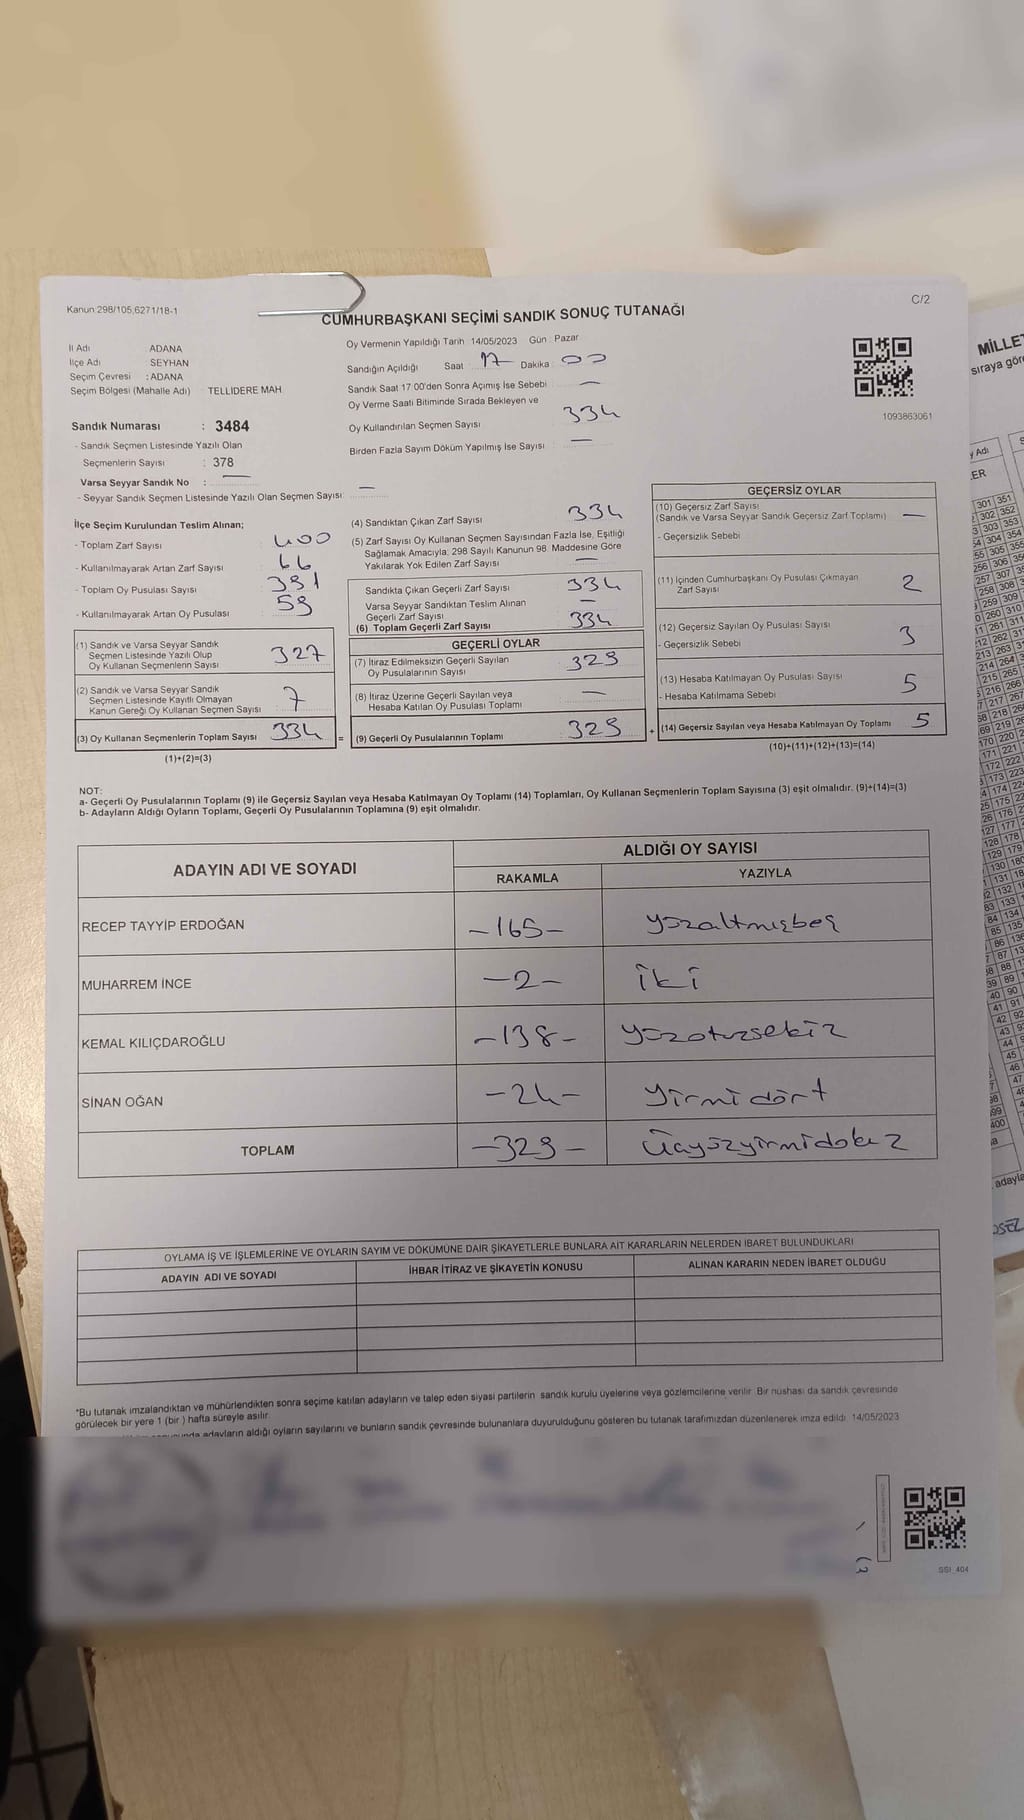 Kanun 298/105,6271/18-1
C/2
CUMHURBAŞKANI SEÇİMİ SANDIK SONUÇ TUTANAĞI
İl Adı ADANA
İlçe Adı SEYHAN
Seçim Çevresi : ADANA
Seçim Bölgesi (Mahalle Adı) TELLİDERE MAH.
Sandık Numarası : 3484
- Sandık Seçmen Listesinde Yazılı Olan
Seçmenlerin Sayısı : 378
Varsa Seyyar Sandık No : —
- Seyyar Sandık Seçmen Listesinde Yazılı Olan Seçmen Sayısı: —
Oy Vermenin Yapıldığı Tarih 14/05/2023 Gün : Pazar
Sandığın Açıldığı Saat 17 Dakika : 00
Sandık Saat 17:00'den Sonra Açımış İse Sebebi —
Oy Verme Saati Bitiminde Sırada Bekleyen ve
Oy Kullandırılan Seçmen Sayısı 334
Birden Fazla Sayım Döküm Yapılmış İse Sayısı —
1093863061
İlçe Seçim Kurulundan Teslim Alınan;
- Toplam Zarf Sayısı 400
- Kullanılmayarak Artan Zarf Sayısı 66
- Toplam Oy Pusulası Sayısı 391
- Kullanılmayarak Artan Oy Pusulası 59
(1) Sandık ve Varsa Seyyar Sandık
Seçmen Listesinde Yazılı Olup
Oy Kullanan Seçmenlerin Sayısı 327
(2) Sandık ve Varsa Seyyar Sandık
Seçmen Listesinde Kayıtlı Olmayan
Kanun Gereği Oy Kullanan Seçmen Sayısı 7
(3) Oy Kullanan Seçmenlerin Toplam Sayısı 334
(1)+(2)=(3)
(4) Sandıktan Çıkan Zarf Sayısı 334
(5) Zarf Sayısı Oy Kullanan Seçmen Sayısından Fazla İse, Eşitliği
Sağlamak Amacıyla; 298 Sayılı Kanunun 98. Maddesine Göre
Yakılarak Yok Edilen Zarf Sayısı —
Sandıkta Çıkan Geçerli Zarf Sayısı 334
Varsa Seyyar Sandıktan Teslim Alınan
Geçerli Zarf Sayısı —
(6) Toplam Geçerli Zarf Sayısı 334
GEÇERLİ OYLAR
(7) İtiraz Edilmeksizin Geçerli Sayılan
Oy Pusulalarının Sayısı 329
(8) İtiraz Üzerine Geçerli Sayılan veya
Hesaba Katılan Oy Pusulası Toplamı —
= (9) Geçerli Oy Pusulalarının Toplamı 329
GEÇERSİZ OYLAR
(10) Geçersiz Zarf Sayısı
(Sandık ve Varsa Seyyar Sandık Geçersiz Zarf Toplamı) —
- Geçersizlik Sebebi
(11) İçinden Cumhurbaşkanı Oy Pusulası Çıkmayan
Zarf Sayısı 2
(12) Geçersiz Sayılan Oy Pusulası Sayısı 3
- Geçersizlik Sebebi
(13) Hesaba Katılmayan Oy Pusulası Sayısı 5
- Hesaba Katılmama Sebebi
+ (14) Geçersiz Sayılan veya Hesaba Katılmayan Oy Toplamı 5
(10)+(11)+(12)+(13)=(14)
NOT:
a- Geçerli Oy Pusulalarının Toplamı (9) ile Geçersiz Sayılan veya Hesaba Katılmayan Oy Toplamı (14) Toplamları, Oy Kullanan Seçmenlerin Toplam Sayısına (3) eşit olmalıdır. (9)+(14)=(3)
b- Adayların Aldığı Oyların Toplamı, Geçerli Oy Pusulalarının Toplamına (9) eşit olmalıdır.
ADAYIN ADI VE SOYADI
ALDIĞI OY SAYISI
RAKAMLA YAZIYLA
RECEP TAYYİP ERDOĞAN -165- yüzaltmışbeş
MUHARREM İNCE -2- iki
KEMAL KILIÇDAROĞLU -138- yüzotuzsekiz
SİNAN OĞAN -24- yirmidört
TOPLAM -329- Üçyüzyirmidokuz
OYLAMA İŞ VE İŞLEMLERİNE VE OYLARIN SAYIM VE DÖKÜMÜNE DAİR ŞİKAYETLERLE BUNLARA AİT KARARLARIN NELERDEN İBARET BULUNDUKLARI
ADAYIN ADI VE SOYADI İHBAR İTİRAZ VE ŞİKAYETİN KONUSU ALINAN KARARIN NEDEN İBARET OLDUĞU
*Bu tutanak imzalandıktan ve mühürlendikten sonra seçime katılan adayların ve talep eden siyasi partilerin sandık kurulu üyelerine veya gözlemcilerine verilir. Bir nüshası da sandık çevresinde
görülecek bir yere 1 (bir ) hafta süreyle asılır.
adayların aldığı oyların sayılarını ve bunların sandık çevresinde bulunanlara duyurulduğunu gösteren bu tutanak tarafımızdan düzenlenerek imza edildi. 14/05/2023
SSI_404
MİLLET
sıraya göre